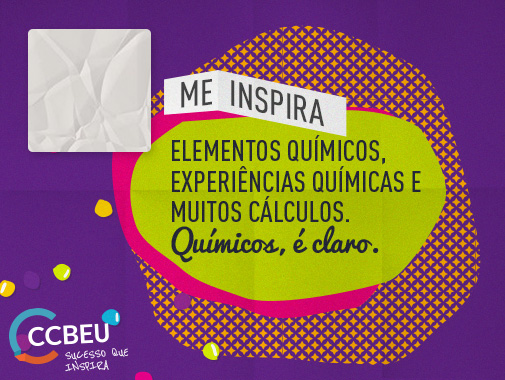 ME INSPIRA
ELEMENTOS QUÍMICOS,
EXPERIÊNCIAS QUÍMICAS E
MUITOS CÁLCULOS.
Químicos, é claro.
CCBEU
SUCESSO QUE
INSPIRA